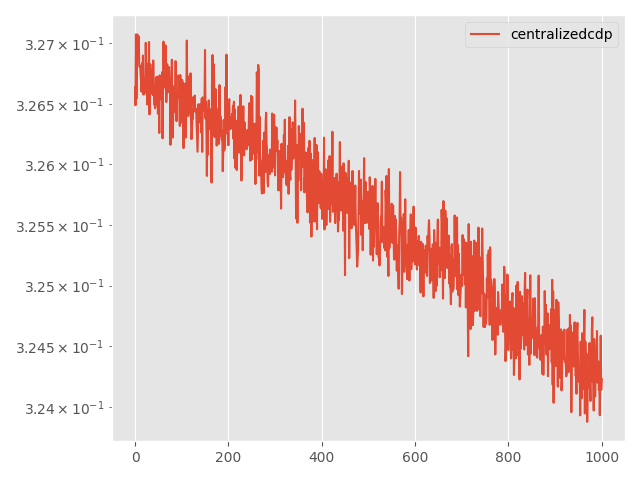 centralizedcdp
3.27 × 10⁻¹
3.265 × 10⁻¹
3.26 × 10⁻¹
3.255 × 10⁻¹
3.25 × 10⁻¹
3.245 × 10⁻¹
3.24 × 10⁻¹
0 200 400 600 800 1000